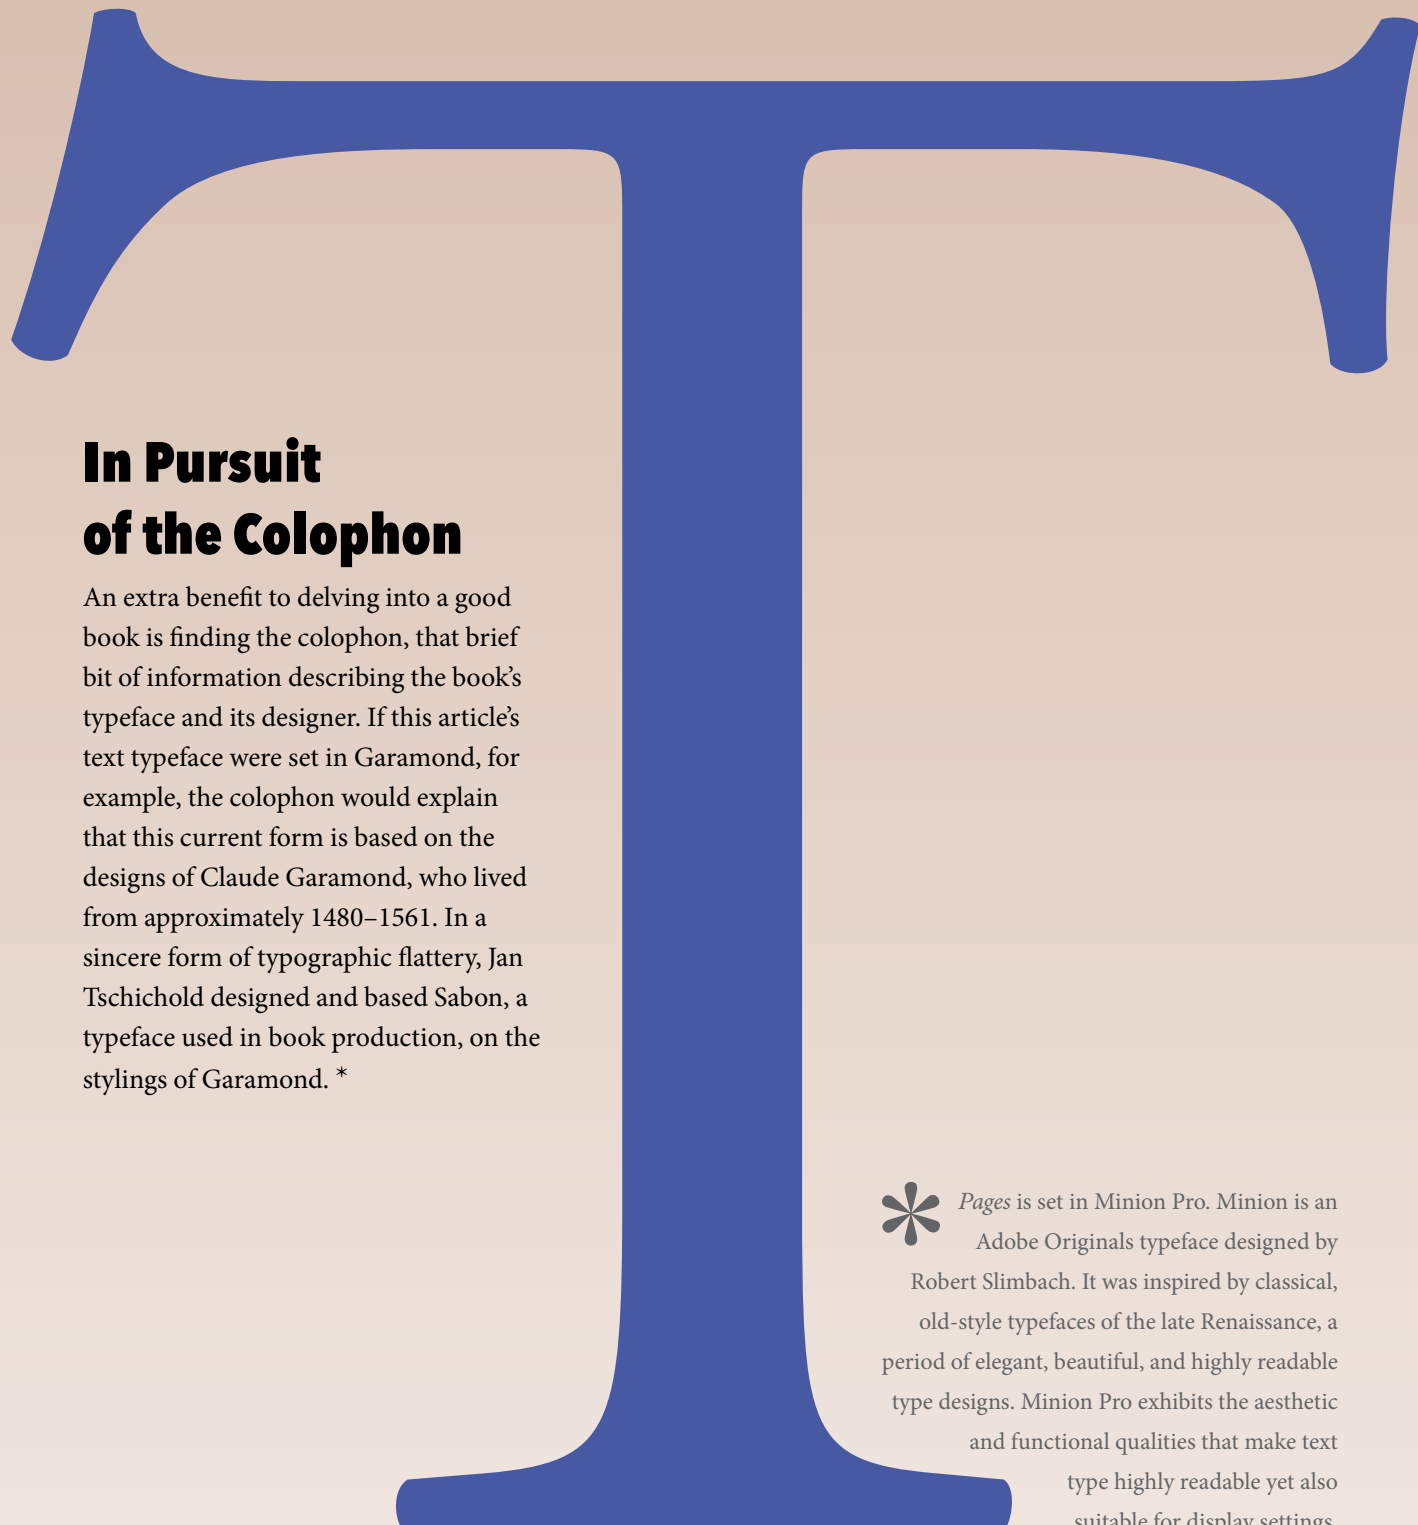 T
In Pursuit
of the Colophon
An extra benefit to delving into a good
book is finding the colophon, that brief
bit of information describing the book’s
typeface and its designer. If this article’s
text typeface were set in Garamond, for
example, the colophon would explain
that this current form is based on the
designs of Claude Garamond, who lived
from approximately 1480–1561. In a
sincere form of typographic flattery, Jan
Tschichold designed and based Sabon, a
typeface used in book production, on the
stylings of Garamond. *
* Pages is set in Minion Pro. Minion is an
Adobe Originals typeface designed by
Robert Slimbach. It was inspired by classical,
old-style typefaces of the late Renaissance, a
period of elegant, beautiful, and highly readable
type designs. Minion Pro exhibits the aesthetic
and functional qualities that make text
type highly readable yet also
suitable for display settings.